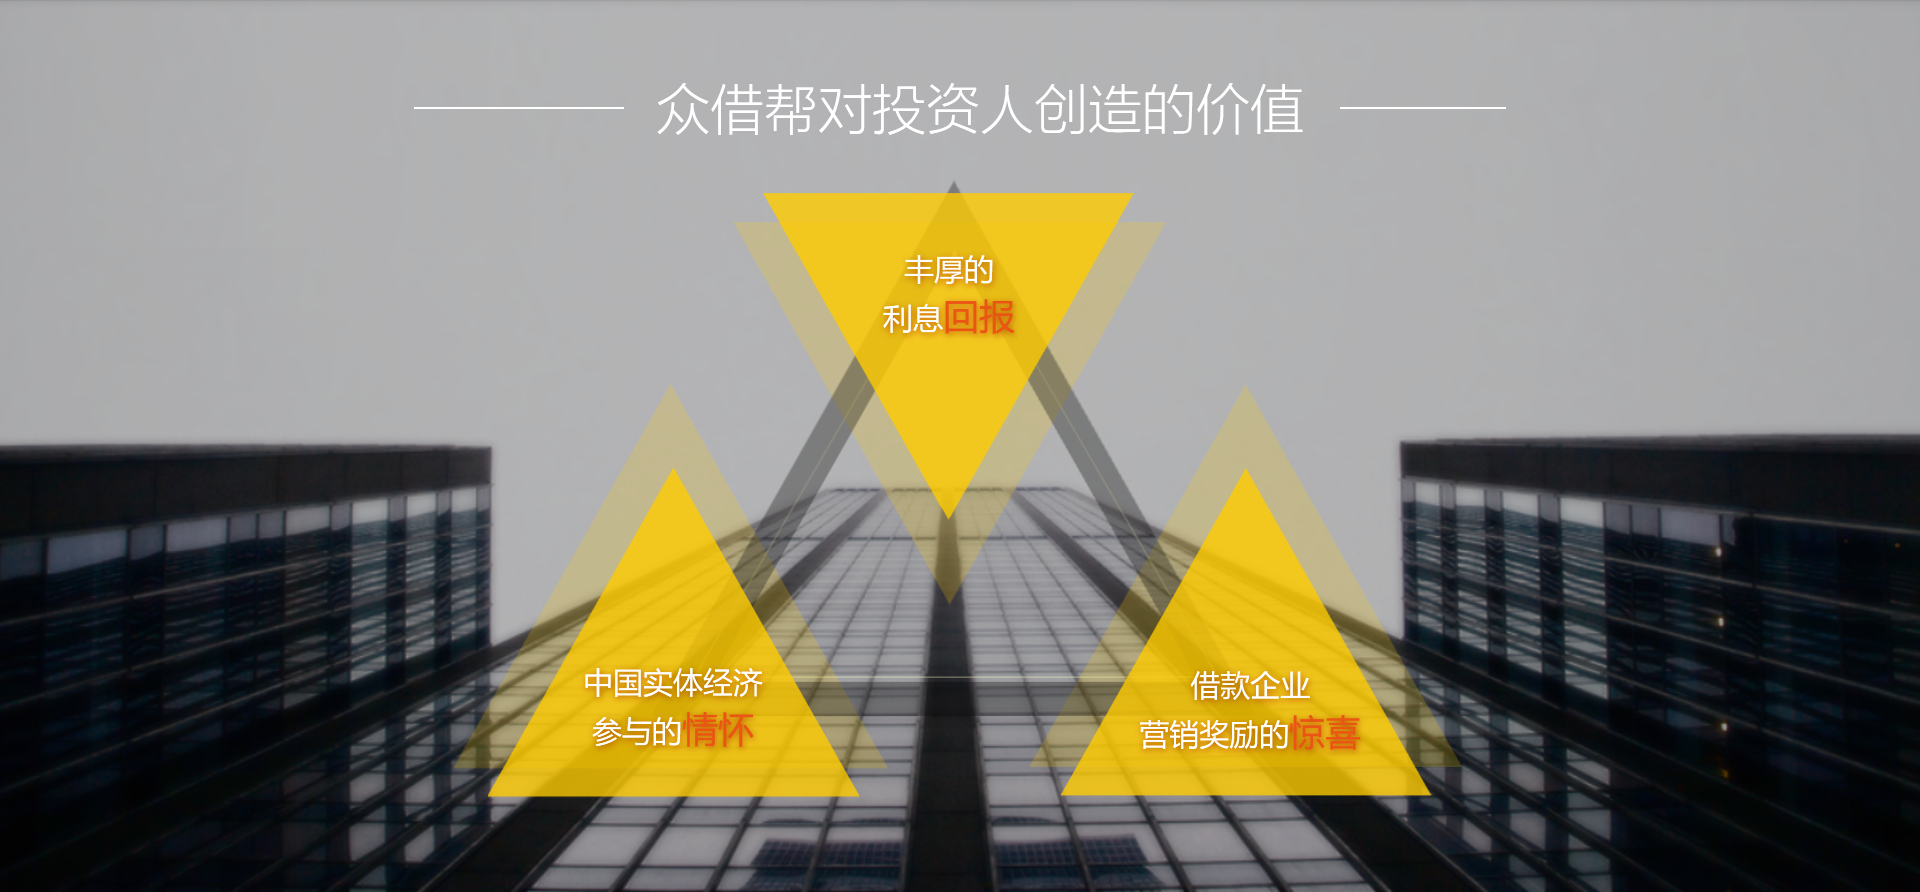 众借帮对投资人创造的价值
丰厚的
利息回报
中国实体经济
参与的情怀
借款企业
营销奖励的惊喜